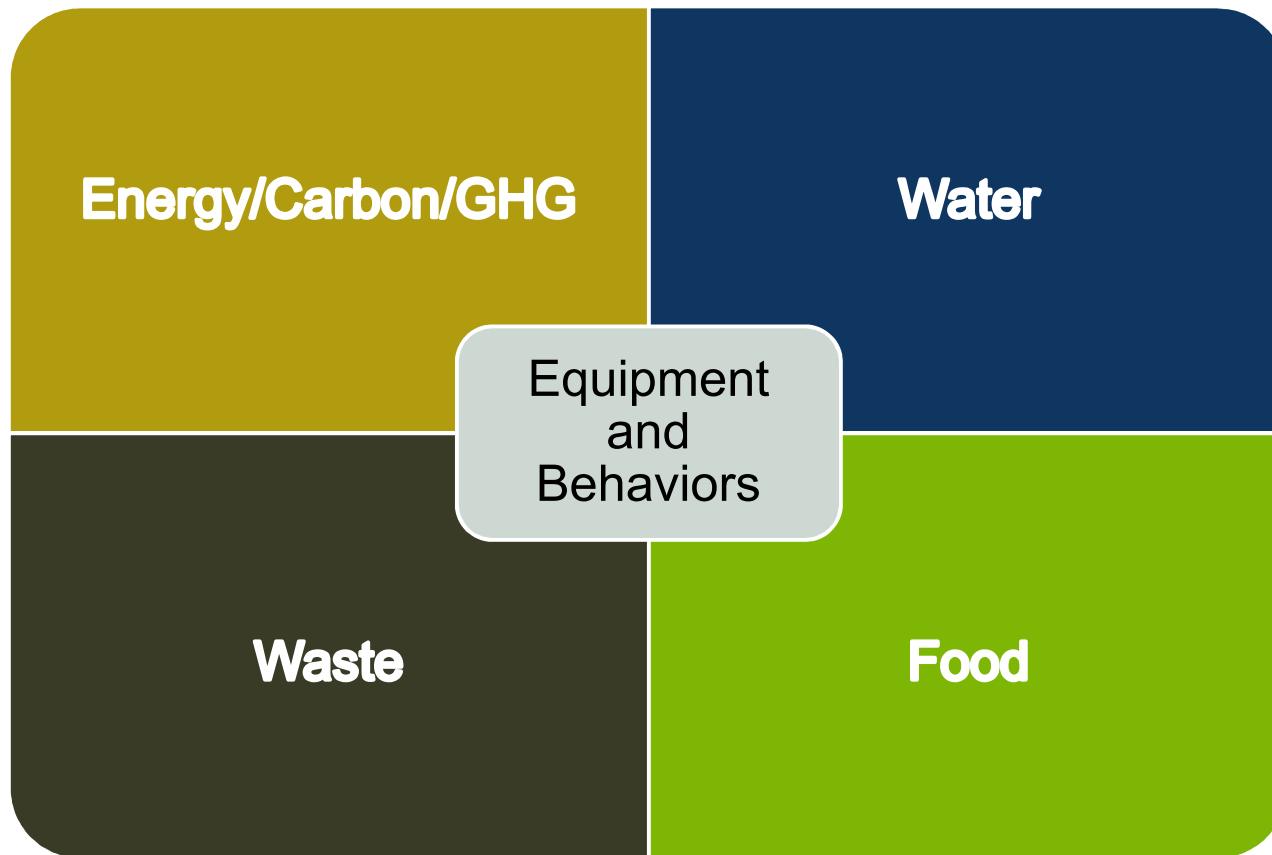 Energy/Carbon/GHG
Water
Equipment
and
Behaviors
Waste
Food